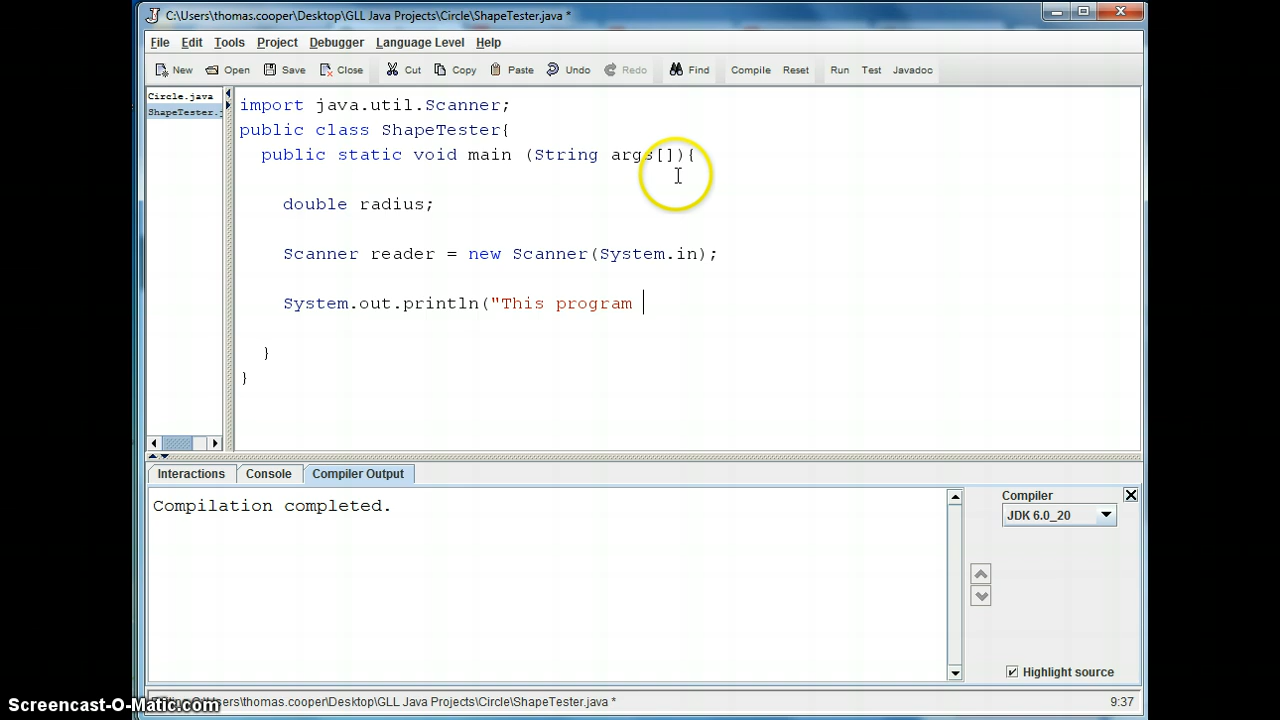 C:\Users\thomas.cooper\Desktop\GLL Java Projects\Circle\ShapeTester.java *
File Edit Tools Project Debugger Language Level Help
New Open Save Close Cut Copy Paste Undo Redo Find Compile Reset Run Test Javadoc
Circle.java
ShapeTester.j
import java.util.Scanner;
public class ShapeTester{
public static void main (String args[]){
double radius;
Scanner reader = new Scanner(System.in);
System.out.println("This program
}
}
Interactions Console Compiler Output
Compilation completed.
Compiler
JDK 6.0_20
Highlight source
Screencast-O-Matic.com
rs\thomas.cooper\Desktop\GLL Java Projects\Circle\ShapeTester.java * 9:37